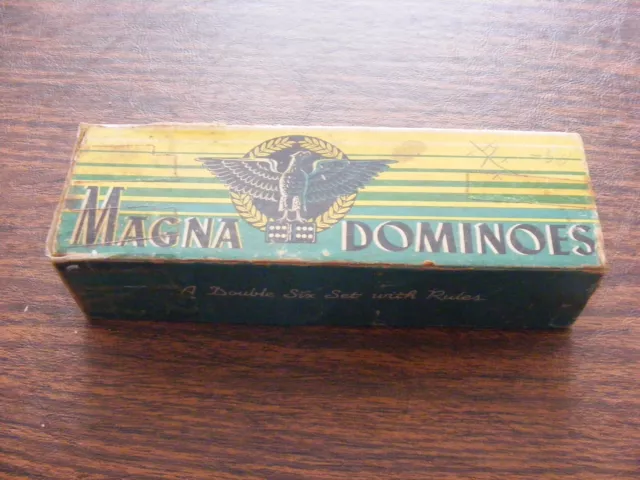 MAGNA DOMINOES
A Double Six Set with Rules